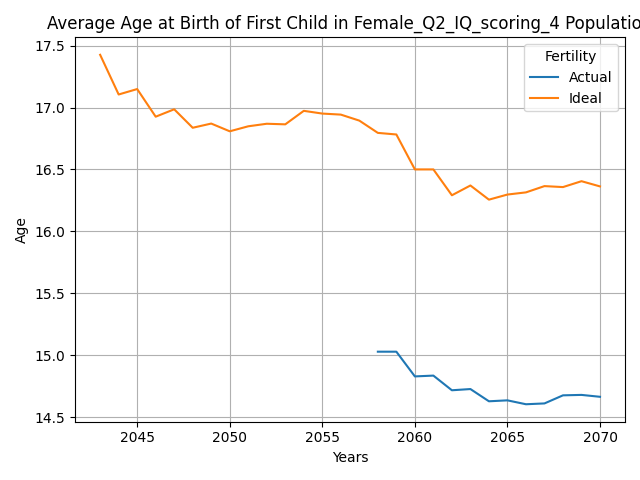 Average Age at Birth of First Child in Female_Q2_IQ_scoring_4 Populatio
Fertility
Actual
Ideal
17.5
17.0
16.5
16.0
15.5
15.0
14.5
Age
2045 2050 2055 2060 2065 2070
Years